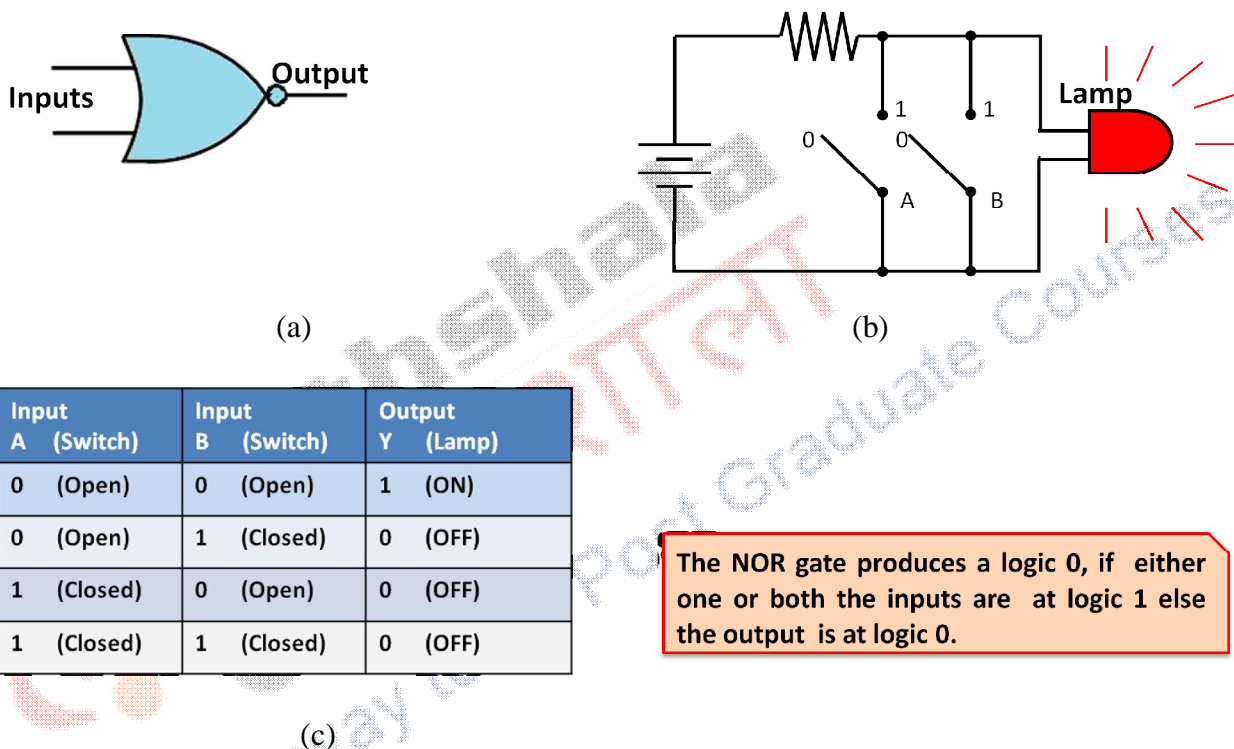 Inputs
Output
(a)
1
1
0
0
A
B
Lamp
(b)
Input Input Output
A (Switch) B (Switch) Y (Lamp)
0 (Open) 0 (Open) 1 (ON)
0 (Open) 1 (Closed) 0 (OFF)
1 (Closed) 0 (Open) 0 (OFF)
1 (Closed) 1 (Closed) 0 (OFF)
(c)
The NOR gate produces a logic 0, if either
one or both the inputs are at logic 1 else
the output is at logic 0.
Post Graduate Courses